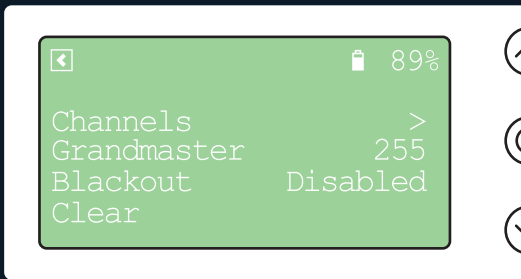 89%
Channels >
Grandmaster 255
Blackout Disabled
Clear